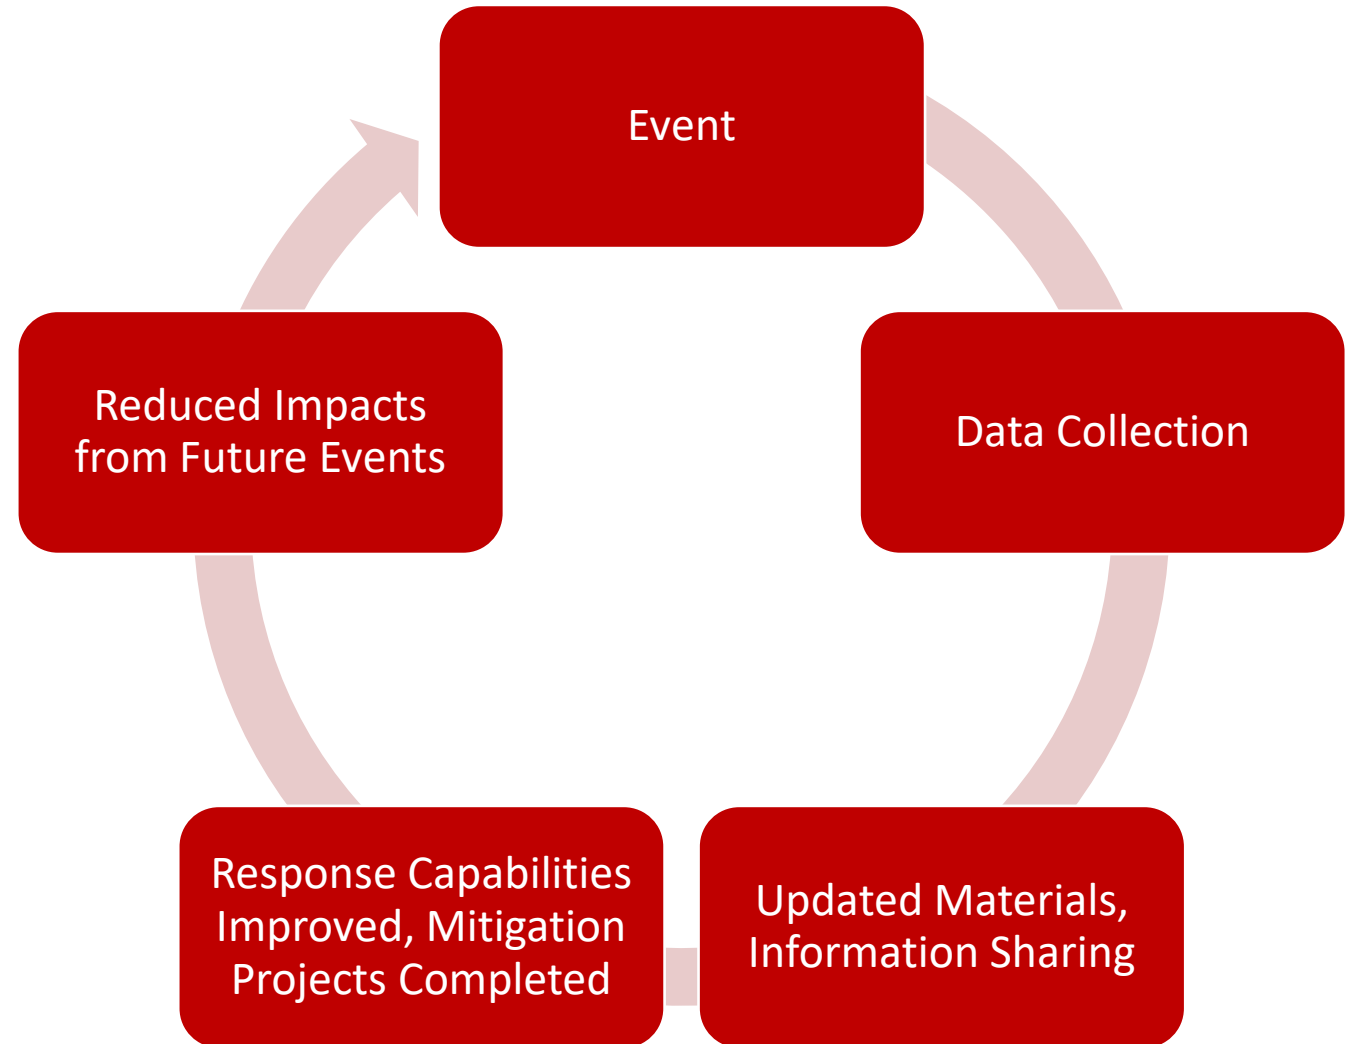 Event
Data Collection
Updated Materials,
Information Sharing
Response Capabilities
Improved, Mitigation
Projects Completed
Reduced Impacts
from Future Events